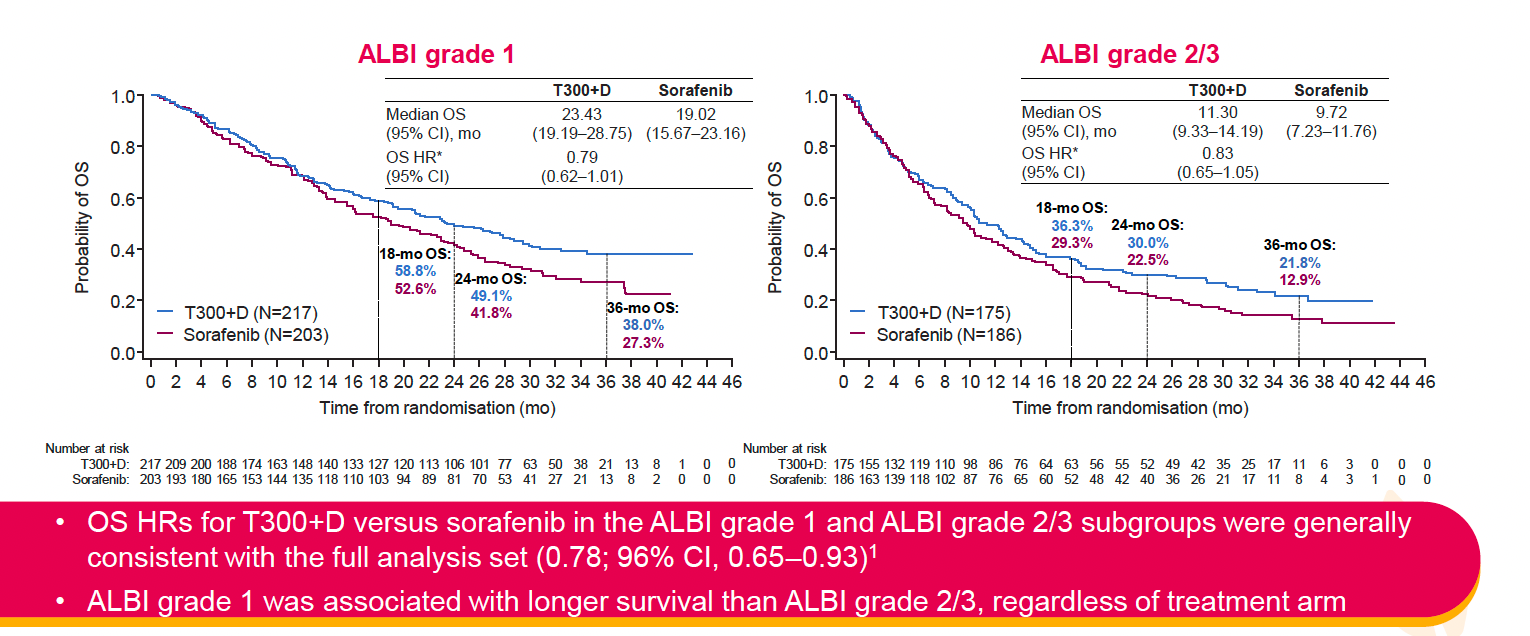 ALBI grade 1
T300+D Sorafenib
Median OS 23.43 19.02
(95% CI), mo (19.19–28.75) (15.67–23.16)
OS HR* 0.79
(95% CI) (0.62–1.01)
Probability of OS
1.0
0.8
0.6
0.4
0.2
0.0
18-mo OS:
58.8%
52.6%
24-mo OS:
49.1%
41.8%
36-mo OS:
38.0%
27.3%
T300+D (N=217)
Sorafenib (N=203)
0 2 4 6 8 10 12 14 16 18 20 22 24 26 28 30 32 34 36 38 40 42 44 46
Time from randomisation (mo)
Number at risk
T300+D: 217 209 200 188 174 163 148 140 133 127 120 113 106 101 77 63 50 38 21 13 8 1 0 0
Sorafenib: 203 193 180 165 153 144 135 118 110 103 94 89 81 70 53 41 27 21 13 8 2 0 0 0
ALBI grade 2/3
T300+D Sorafenib
Median OS 11.30 9.72
(95% CI), mo (9.33–14.19) (7.23–11.76)
OS HR* 0.83
(95% CI) (0.65–1.05)
Probability of OS
1.0
0.8
0.6
0.4
0.2
0.0
18-mo OS:
36.3%
29.3%
24-mo OS:
30.0%
22.5%
36-mo OS:
21.8%
12.9%
T300+D (N=175)
Sorafenib (N=186)
0 2 4 6 8 10 12 14 16 18 20 22 24 26 28 30 32 34 36 38 40 42 44 46
Time from randomisation (mo)
Number at risk
T300+D: 175 155 132 119 110 98 86 76 64 63 56 55 52 49 42 35 25 17 11 6 3 0 0 0
Sorafenib: 186 163 139 118 102 87 76 65 60 52 48 42 40 36 26 21 17 11 8 4 3 1 0 0
• OS HRs for T300+D versus sorafenib in the ALBI grade 1 and ALBI grade 2/3 subgroups were generally
consistent with the full analysis set (0.78; 96% CI, 0.65–0.93)¹
• ALBI grade 1 was associated with longer survival than ALBI grade 2/3, regardless of treatment arm